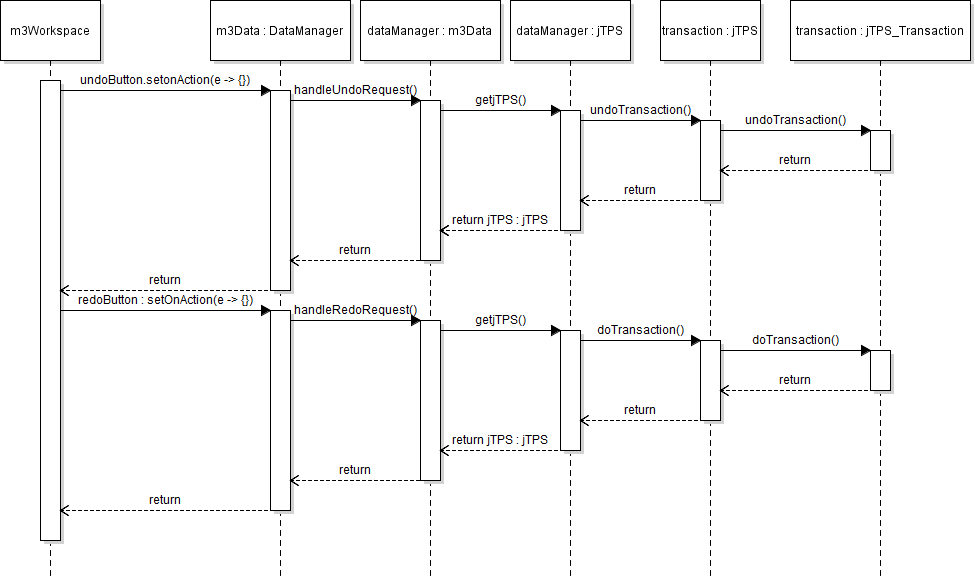 m3Workspace
m3Data : DataManager
dataManager : m3Data
dataManager : jTPS
transaction : jTPS
transaction : jTPS_Transaction
undoButton.setonAction(e -> {})
handleUndoRequest()
getjTPS()
undoTransaction()
undoTransaction()
return
return
return jTPS : jTPS
return
return
redoButton : setOnAction(e -> {})
handleRedoRequest()
getjTPS()
doTransaction()
doTransaction()
return
return
return jTPS : jTPS
return
return